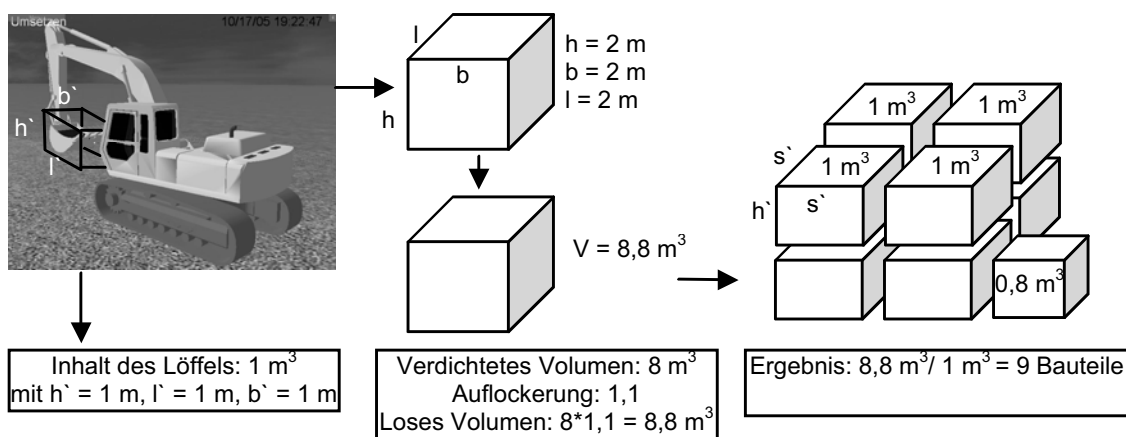 Umsetzen 10/17/05 19:22:47
b`
h`
l`
l
b
h
h = 2 m
b = 2 m
l = 2 m
V = 8,8 m³
1 m³ 1 m³
s` 1 m³ 1 m³
h` s`
0,8 m³
Inhalt des Löffels: 1 m³
mit h` = 1 m, l` = 1 m, b` = 1 m
Verdichtetes Volumen: 8 m³
Auflockerung: 1,1
Loses Volumen: 8*1,1 = 8,8 m³
Ergebnis: 8,8 m³/ 1 m³ = 9 Bauteile